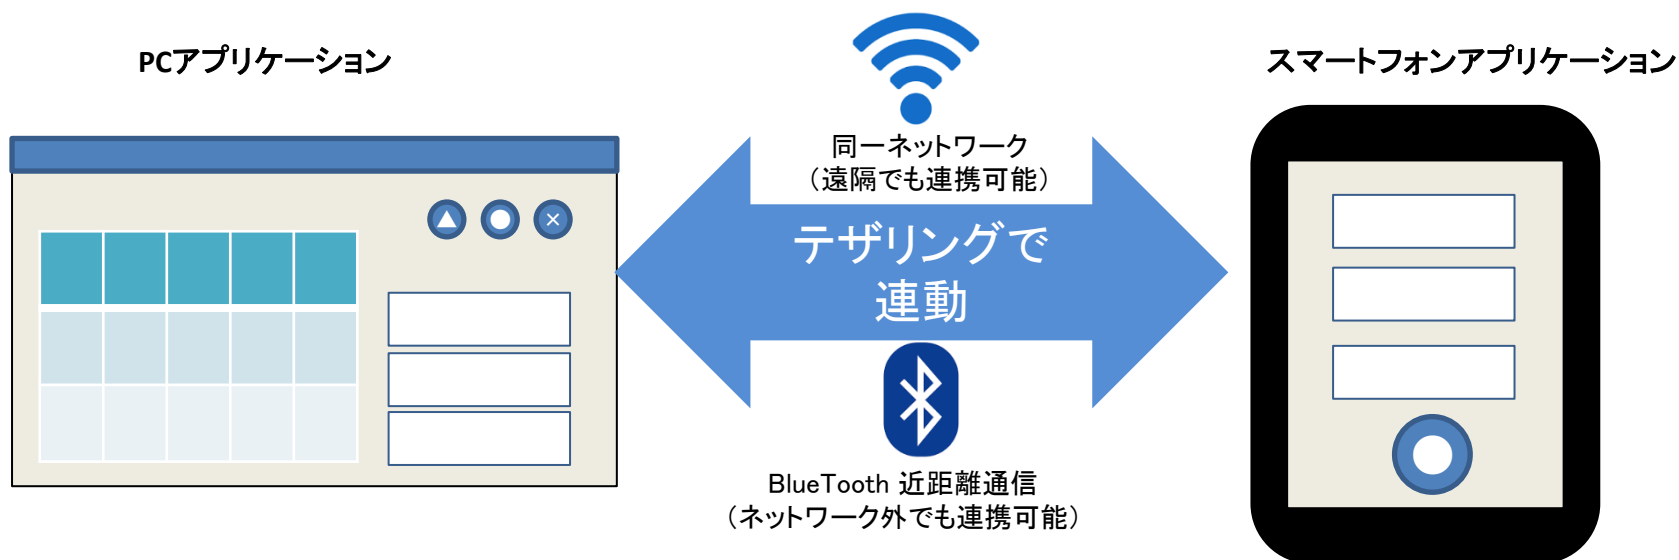 PCアプリケーション
スマートフォンアプリケーション
同一ネットワーク
（遠隔でも連携可能）
テザリングで
連動
BlueTooth 近距離通信
（ネットワーク外でも連携可能）